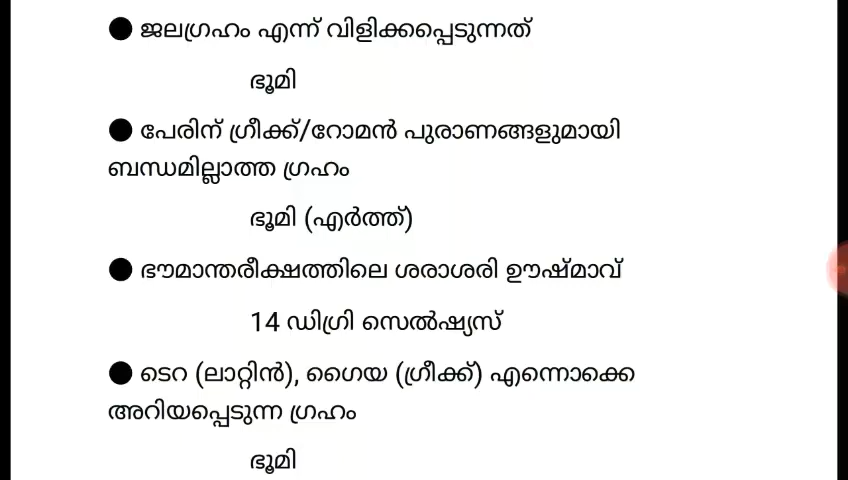 ● ജലഗ്രഹം എന്ന് വിളിക്കപ്പെടുന്നത്
ഭൂമി
● പേരിന് ഗ്രീക്ക്/റോമൻ പുരാണങ്ങളുമായി
ബന്ധമില്ലാത്ത ഗ്രഹം
ഭൂമി (എർത്ത്)
● ഭൗമാന്തരീക്ഷത്തിലെ ശരാശരി ഊഷ്മാവ്
14 ഡിഗ്രി സെൽഷ്യസ്
● ടെറ (ലാറ്റിൻ), ഗൈയ (ഗ്രീക്ക്) എന്നൊക്കെ
അറിയപ്പെടുന്ന ഗ്രഹം
ഭൂമി